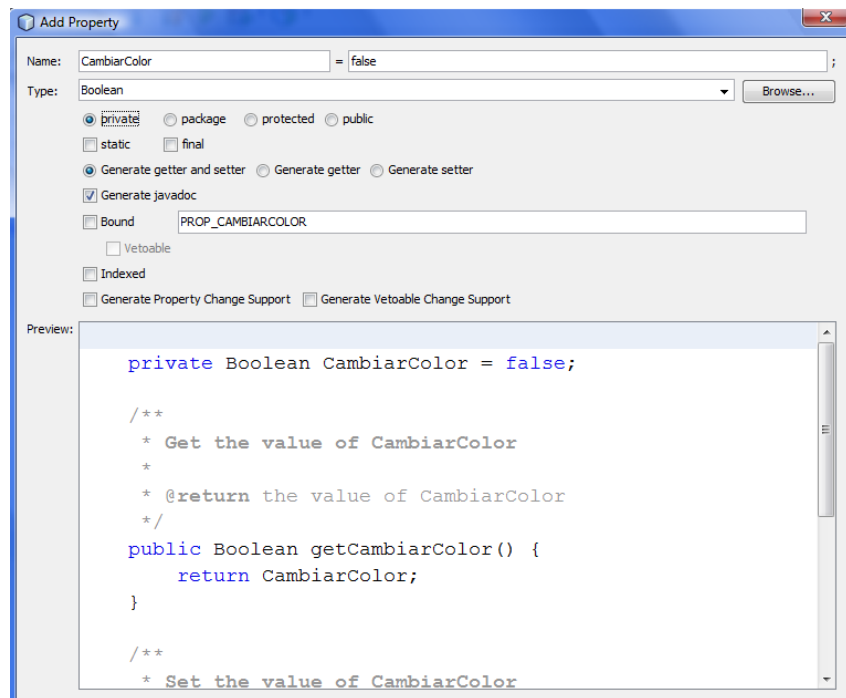 Add Property
Name: CambiarColor = false ;
Type: Boolean Browse...
private package protected public
static final
Generate getter and setter Generate getter Generate setter
Generate javadoc
Bound PROP_CAMBIARCOLOR
Vetoable
Indexed
Generate Property Change Support Generate Vetoable Change Support
Preview:
private Boolean CambiarColor = false;
/**
* Get the value of CambiarColor
*
* @return the value of CambiarColor
*/
public Boolean getCambiarColor() {
return CambiarColor;
}
/**
* Set the value of CambiarColor